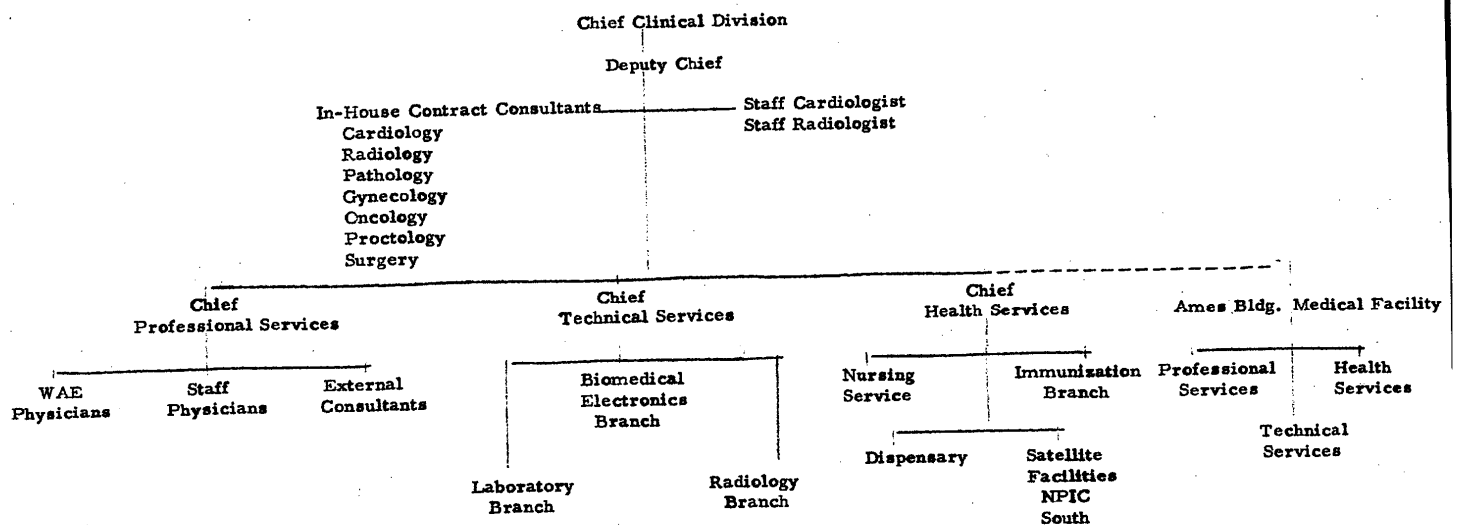 Chief Clinical Division
Deputy Chief
In-House Contract Consultants
Cardiology
Radiology
Pathology
Gynecology
Oncology
Proctology
Surgery
Staff Cardiologist
Staff Radiologist
Chief
Professional Services
Chief
Technical Services
Chief
Health Services
Ames Bldg. Medical Facility
WAE
Physicians
Staff
Physicians
External
Consultants
Biomedical
Electronics
Branch
Laboratory
Branch
Radiology
Branch
Nursing
Service
Immunization
Branch
Dispensary
Satellite
Facilities
NPIC
South
Professional
Services
Health
Services
Technical
Services